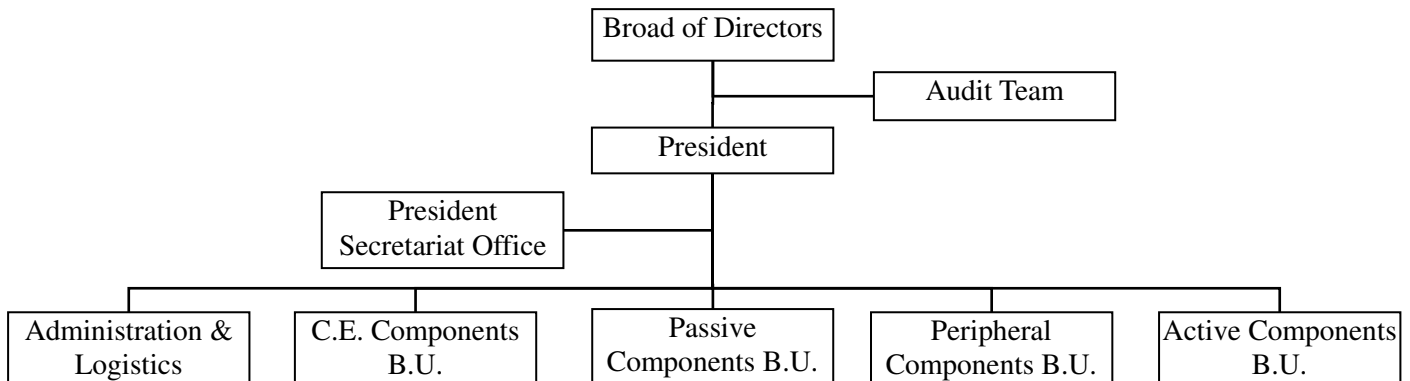 Broad of Directors
Audit Team
President
President
Secretariat Office
Administration &
Logistics
C.E. Components
B.U.
Passive
Components B.U.
Peripheral
Components B.U.
Active Components
B.U.